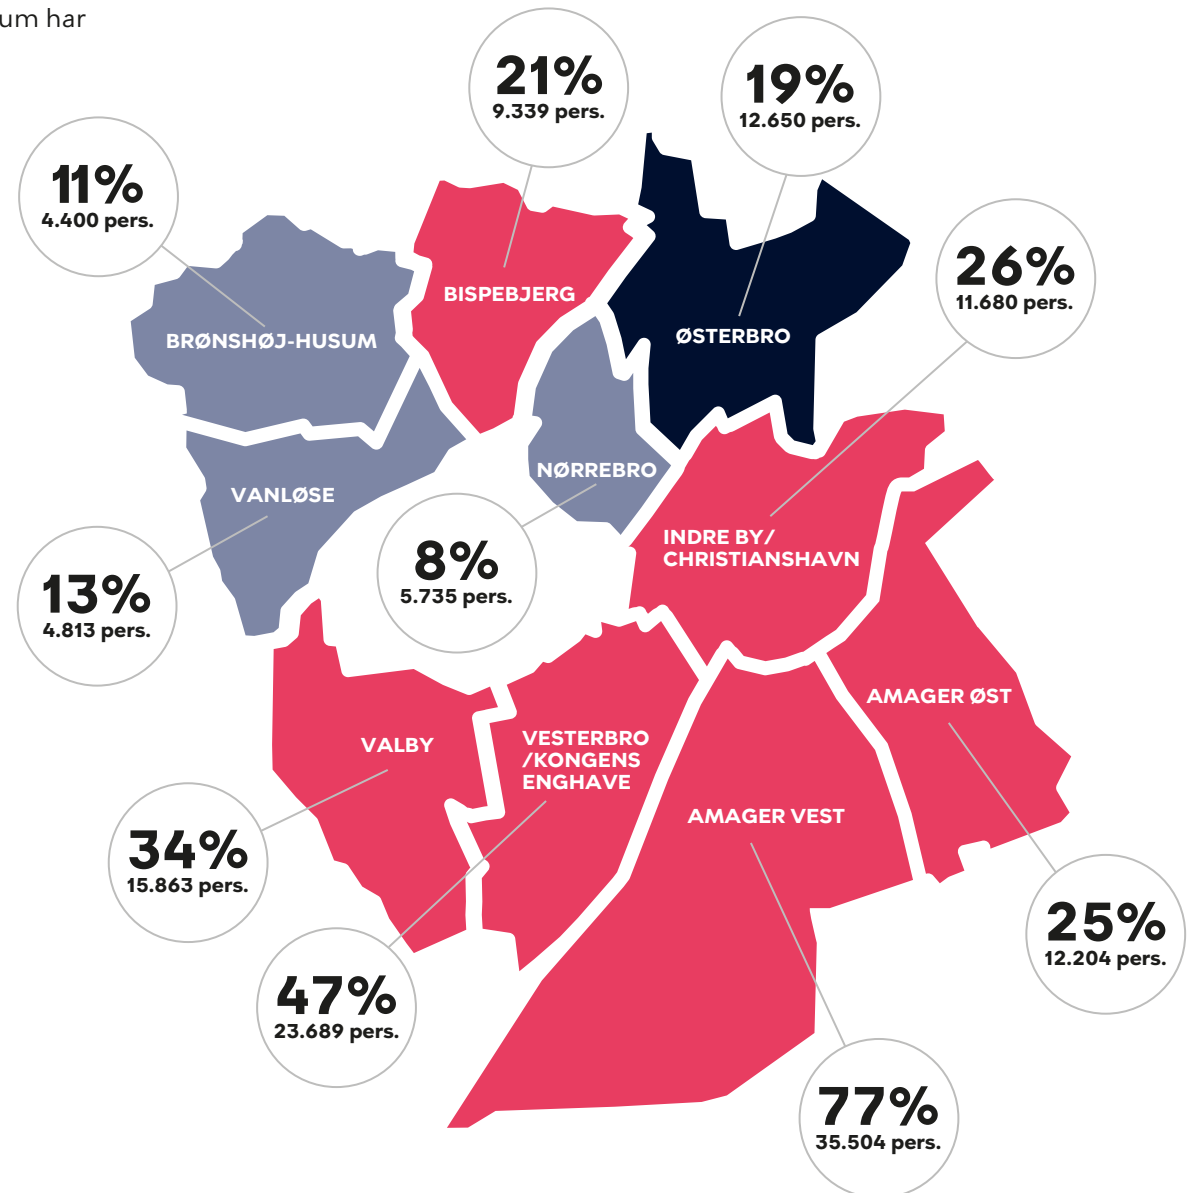 um har
21%
9.339 pers.
19%
12.650 pers.
11%
4.400 pers.
26%
11.680 pers.
BISPEBJERG
BRØNSHØJ-HUSUM
ØSTERBRO
NØRREBRO
VANLØSE
INDRE BY/
CHRISTIANSHAVN
8%
5.735 pers.
13%
4.813 pers.
AMAGER ØST
VALBY
VESTERBRO
/KONGENS
ENGHAVE
AMAGER VEST
34%
15.863 pers.
25%
12.204 pers.
47%
23.689 pers.
77%
35.504 pers.